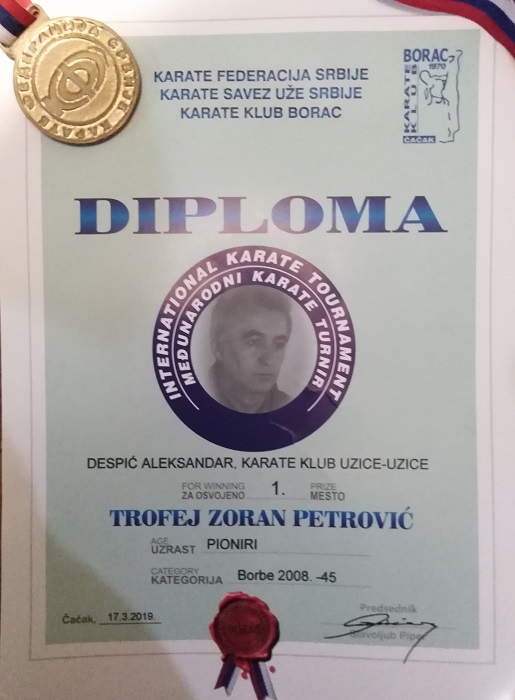 KARATE FEDERACIJA SRBIJE
KARATE SAVEZ UŽE SRBIJE
KARATE KLUB BORAC
BORAC
1970
KARATE KLUB
ČAČAK
DIPLOMA
INTERNATIONAL KARATE TOURNAMENT
MEĐUNARODNI KARATE TURNIR
DESPIĆ ALEKSANDAR, KARATE KLUB UZICE-UZICE
FOR WINNING 1. PRIZE
ZA OSVOJENO MESTO
TROFEJ ZORAN PETROVIĆ
AGE
UZRAST PIONIRI
CATEGORY
KATEGORIJA Borbe 2008. -45
Čačak, 17.3.2019.
Predsednik